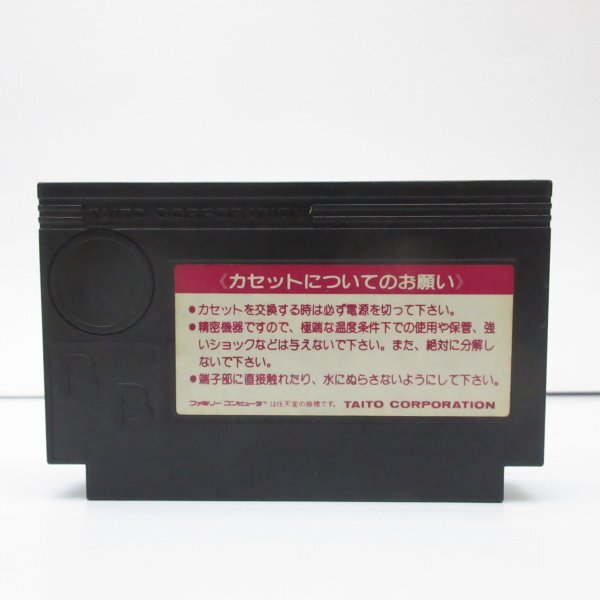 TAITO CORPORATION
《カセットについてのお願い》
●カセットを交換する時は必ず電源を切って下さい。
●精密機器ですので、極端な温度条件下での使用や保管、強
いショックなどは与えないで下さい。また、絶対に分解し
ないで下さい。
●端子部に直接触れたり、水にぬらさないようにして下さい。
ファミリー コンピュータ™は任天堂の商標です。 TAITO CORPORATION
B
B